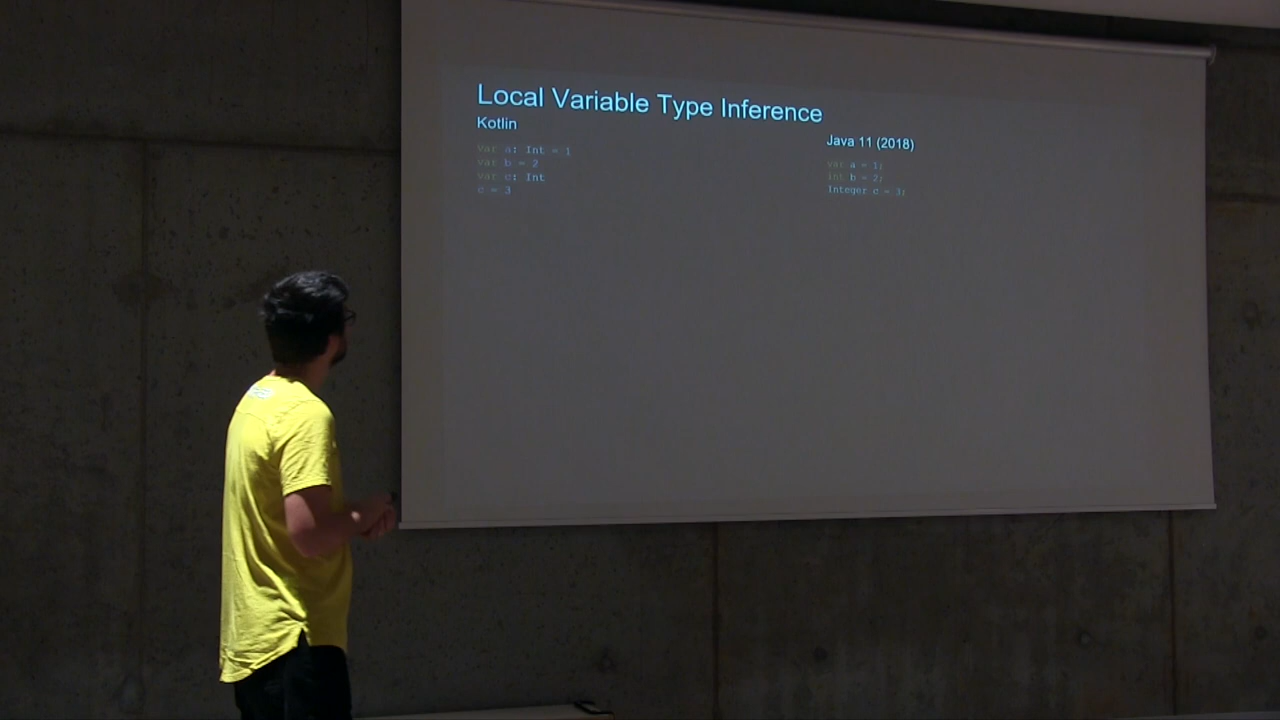 Local Variable Type Inference
Kotlin
var a: Int = 1
var b = 2
var c: Int
c = 3
Java 11 (2018)
var a = 1;
int b = 2;
Integer c = 3;